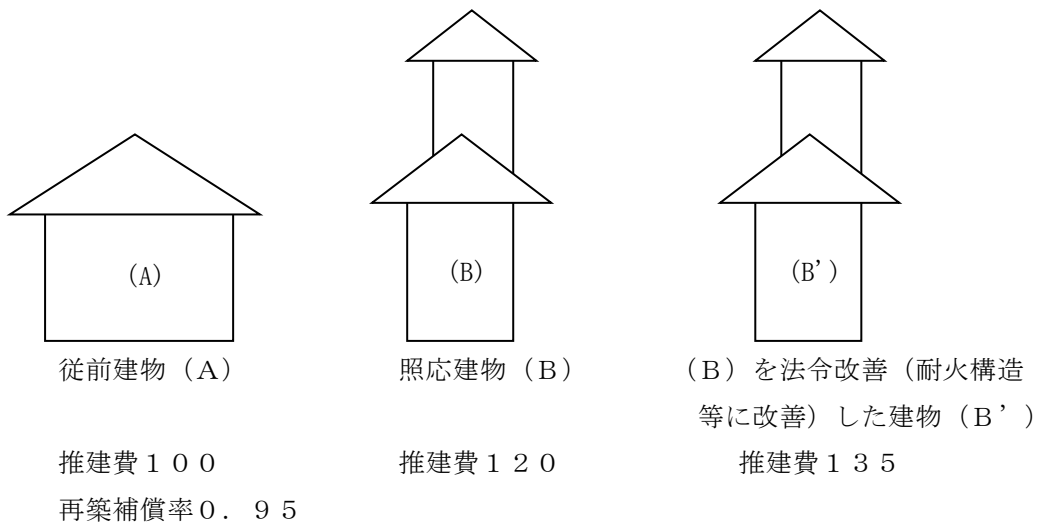 (A)
(B)
(B’)
従前建物（A）
照応建物（B）
（B）を法令改善（耐火構造
等に改善）した建物（B’）
推建費１００
推建費１２０
推建費１３５
再築補償率０．９５